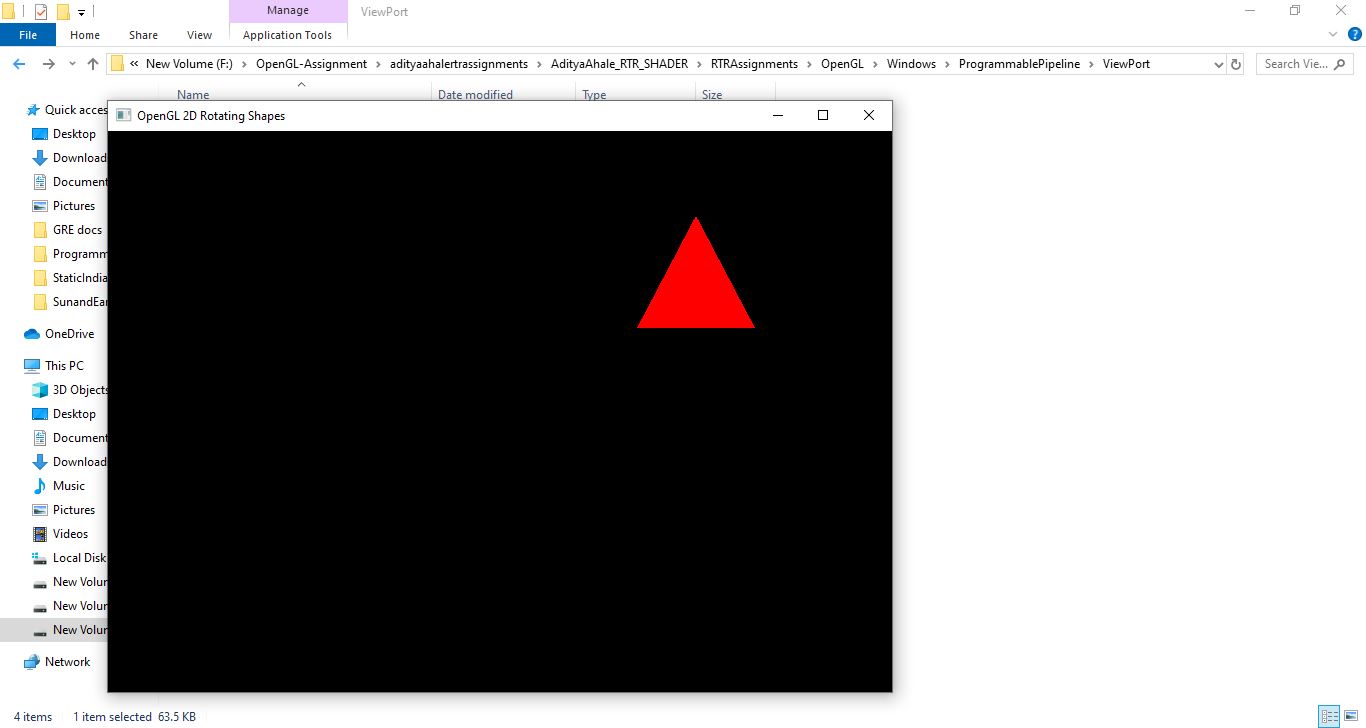 Manage
ViewPort
File Home Share View Application Tools
« New Volume (F:) › OpenGL-Assignment › adityaahalertrassignments › AdityaAhale_RTR_SHADER › RTRAssignments › OpenGL › Windows › ProgrammablePipeline › ViewPort
Search Vie...
Name Date modified Type Size
OpenGL 2D Rotating Shapes
Quick acces
Desktop
Download
Document
Pictures
GRE docs
Programm
StaticIndia
SunandEar
OneDrive
This PC
3D Objects
Desktop
Document
Download
Music
Pictures
Videos
Local Disk
New Volur
New Volur
New Volur
Network
4 items 1 item selected 63.5 KB